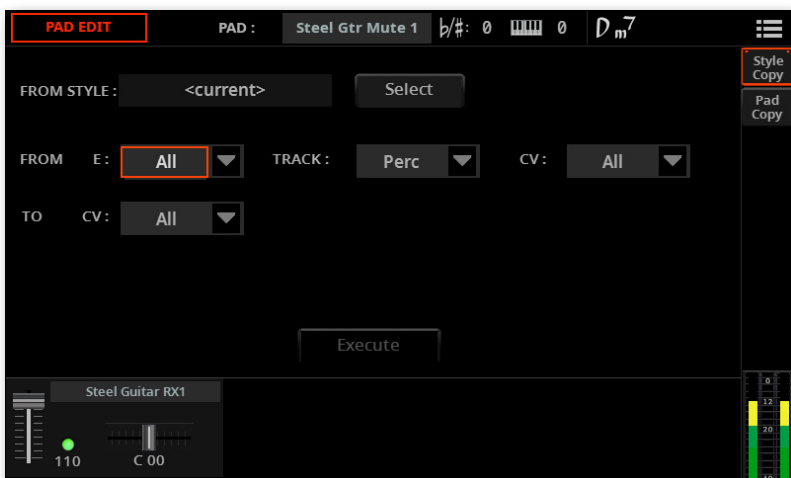 PAD EDIT PAD : Steel Gtr Mute 1 ♭/#: 0 0 Dm7
Style
Copy
FROM STYLE : <current> Select
Pad
Copy
FROM E : All TRACK : Perc CV : All
TO CV : All
Execute
Steel Guitar RX1
0
12
20
110 C 00
40